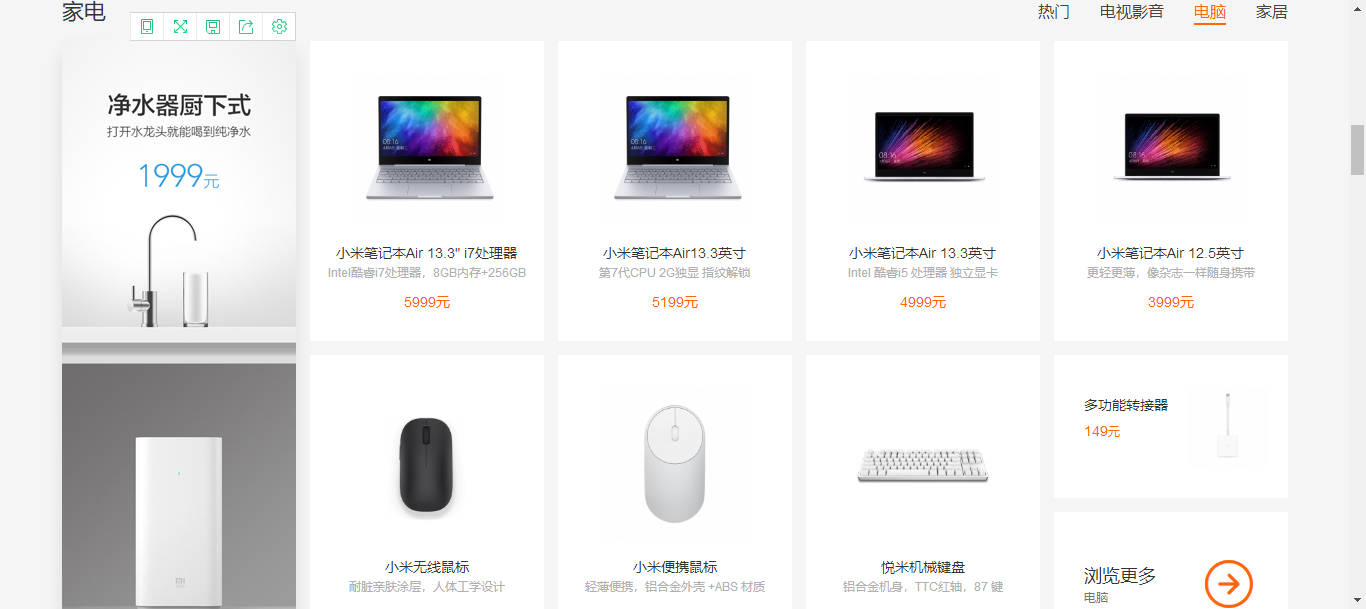 家电
热门
电视影音
电脑
家居
净水器厨下式
打开水龙头就能喝到纯净水
1999元
小米笔记本Air 13.3" i7处理器
Intel酷睿i7处理器，8GB内存+256GB
5999元
小米笔记本Air13.3英寸
第7代CPU 2G独显 指纹解锁
5199元
小米笔记本Air 13.3英寸
Intel 酷睿i5 处理器 独立显卡
4999元
小米笔记本Air 12.5英寸
更轻更薄，像杂志一样随身携带
3999元
小米无线鼠标
耐脏亲肤涂层，人体工学设计
小米便携鼠标
轻薄便携，铝合金外壳 +ABS 材质
悦米机械键盘
铝合金机身，TTC红轴，87 键
多功能转接器
149元
浏览更多
电脑